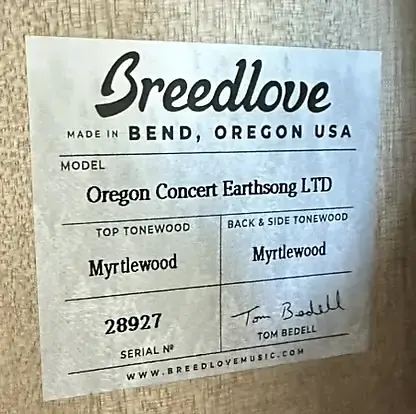 Breedlove
MADE IN BEND, OREGON USA
MODEL
Oregon Concert Earthsong LTD
TOP TONEWOOD
Myrtlewood
BACK & SIDE TONEWOOD
Myrtlewood
28927
SERIAL Nº
Tom Bedell
TOM BEDELL
WWW.BREEDLOVEMUSIC.COM